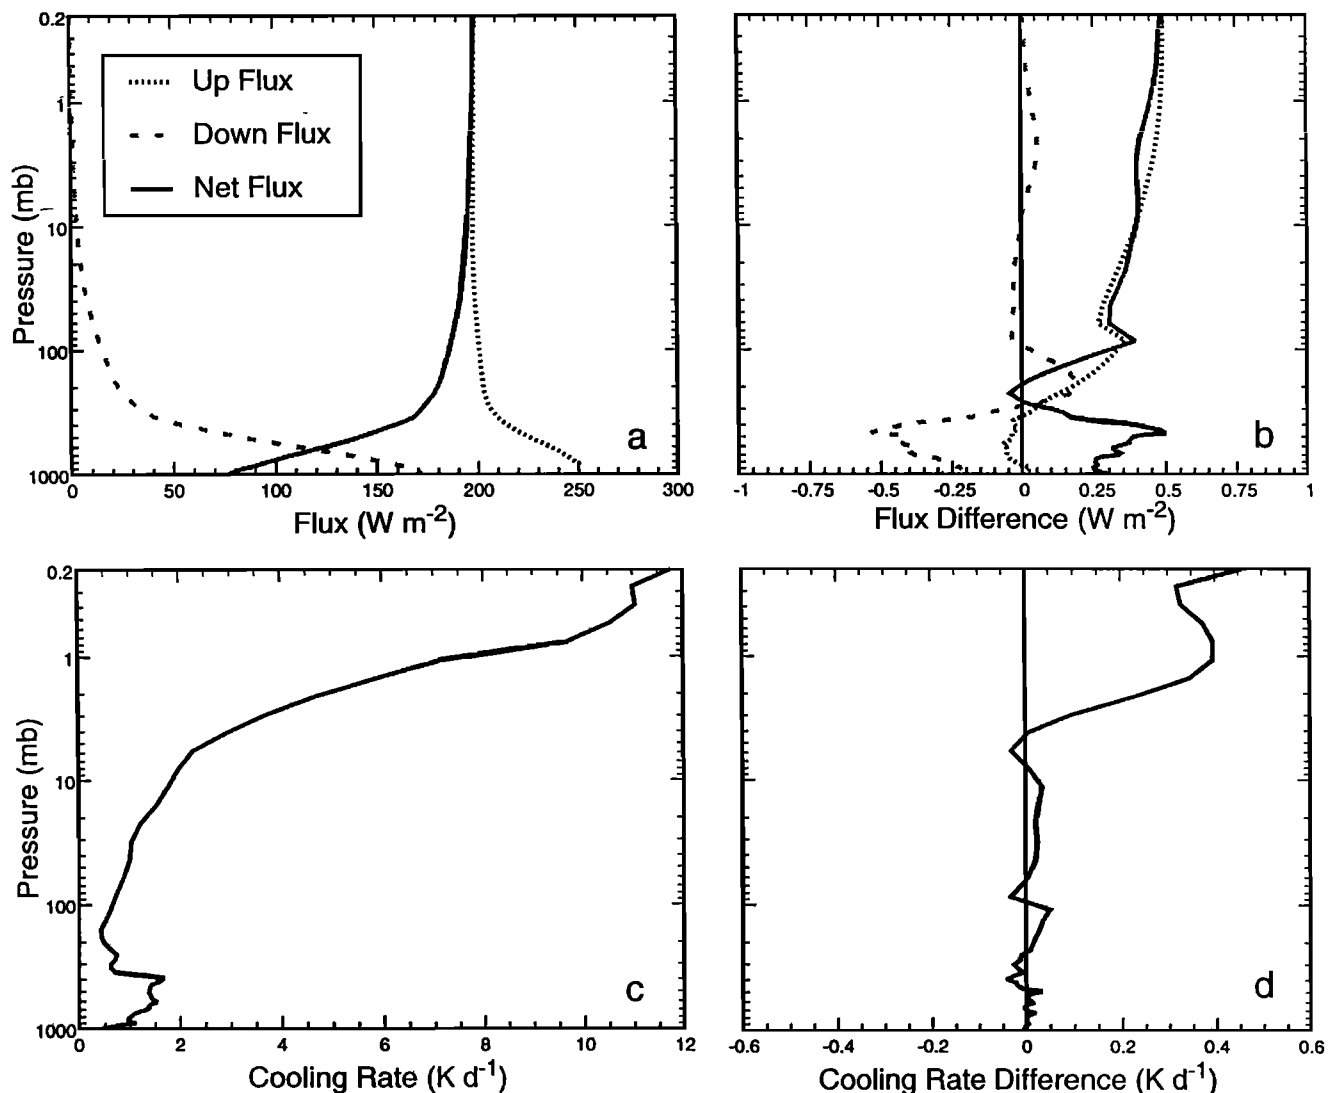 0.2
1
10
100
1000
Pressure (mb)
Up Flux
Down Flux
Net Flux
a
0 50 100 150 200 250 300
Flux (W m⁻²)
b
-1 -0.75 -0.5 -0.25 0 0.25 0.5 0.75 1
Flux Difference (W m⁻²)
0.2
1
10
100
1000
Pressure (mb)
c
0 2 4 6 8 10 12
Cooling Rate (K d⁻¹)
d
-0.6 -0.4 -0.2 0 0.2 0.4 0.6
Cooling Rate Difference (K d⁻¹)